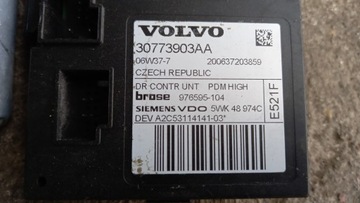 VOLVO
30773903AA
06W37-7 200637203859
CZECH REPUBLIC
DR CONTR UNT PDM HIGH
brose 976595-104
SIEMENS VDO 5WK 48 974C
DEV A2C53114141-03*
E521F